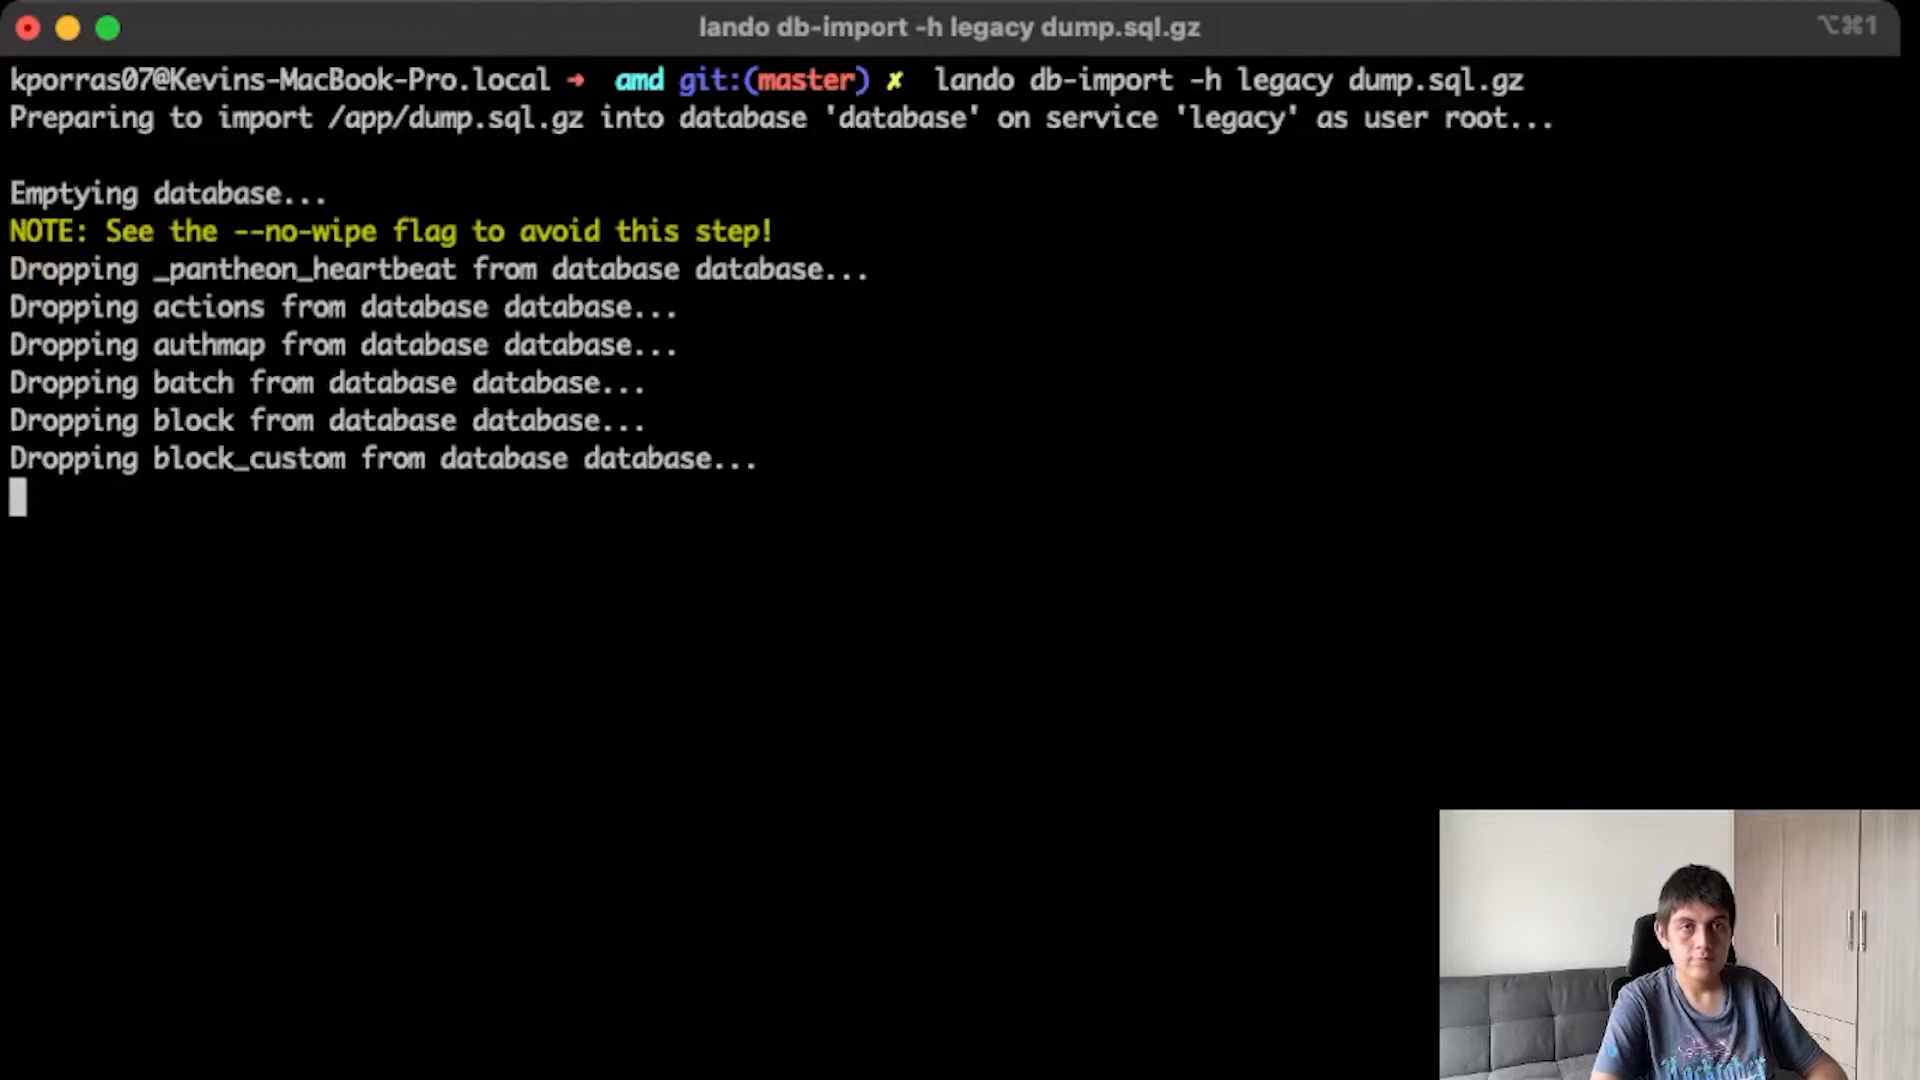 lando db-import -h legacy dump.sql.gz
⌥⌘1
kporras07@Kevins-MacBook-Pro.local ➜ amd git:(master) ✗ lando db-import -h legacy dump.sql.gz
Preparing to import /app/dump.sql.gz into database 'database' on service 'legacy' as user root...
Emptying database...
NOTE: See the --no-wipe flag to avoid this step!
Dropping _pantheon_heartbeat from database database...
Dropping actions from database database...
Dropping authmap from database database...
Dropping batch from database database...
Dropping block from database database...
Dropping block_custom from database database...